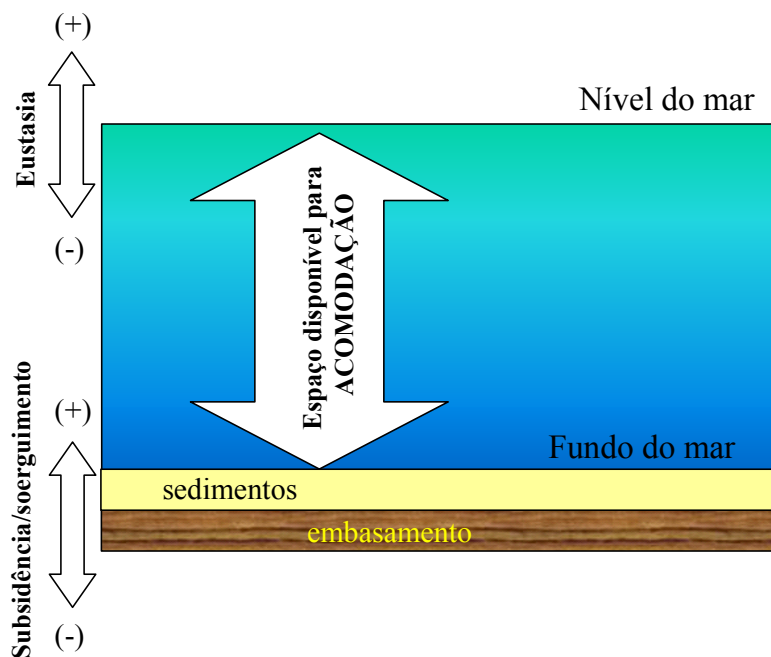 (+)
Eustasia
(-)
Nível do mar
Espaço disponível para
ACOMODAÇÃO
(+)
Subsidência/soerguimento
(-)
Fundo do mar
sedimentos
embasamento